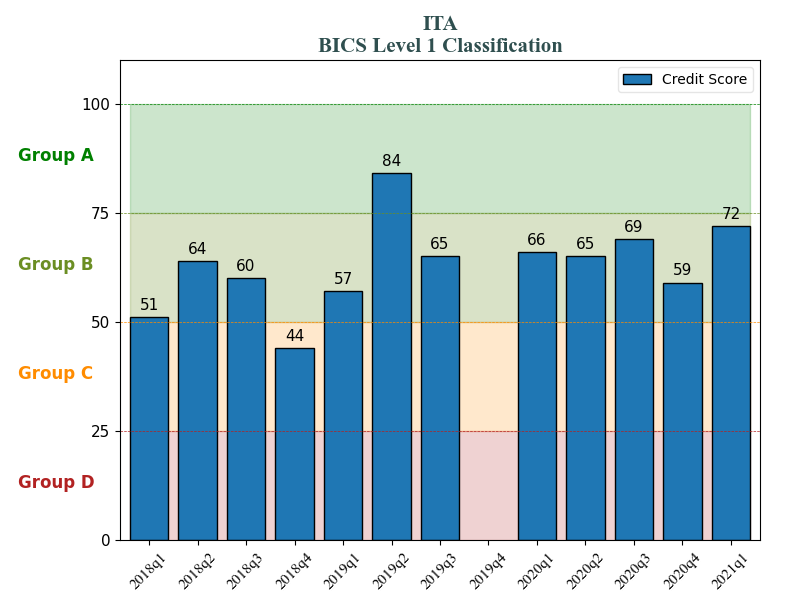 ITA
BICS Level 1 Classification
Credit Score
100
75
50
25
0
Group A
Group B
Group C
Group D
51
64
60
44
57
84
65
66
65
69
59
72
2018q1
2018q2
2018q3
2018q4
2019q1
2019q2
2019q3
2019q4
2020q1
2020q2
2020q3
2020q4
2021q1